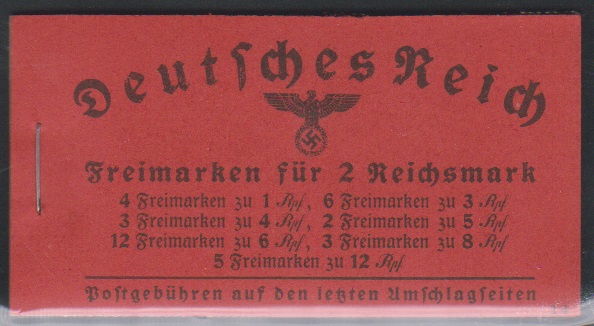 Deutsches Reich
Freimarken für 2 Reichsmark
4 Freimarken zu 1 Rpf, 6 Freimarken zu 3 Rpf
3 Freimarken zu 4 Rpf, 2 Freimarken zu 5 Rpf
12 Freimarken zu 6 Rpf, 3 Freimarken zu 8 Rpf
5 Freimarken zu 12 Rpf
Postgebühren auf den letzten Umschlagseiten